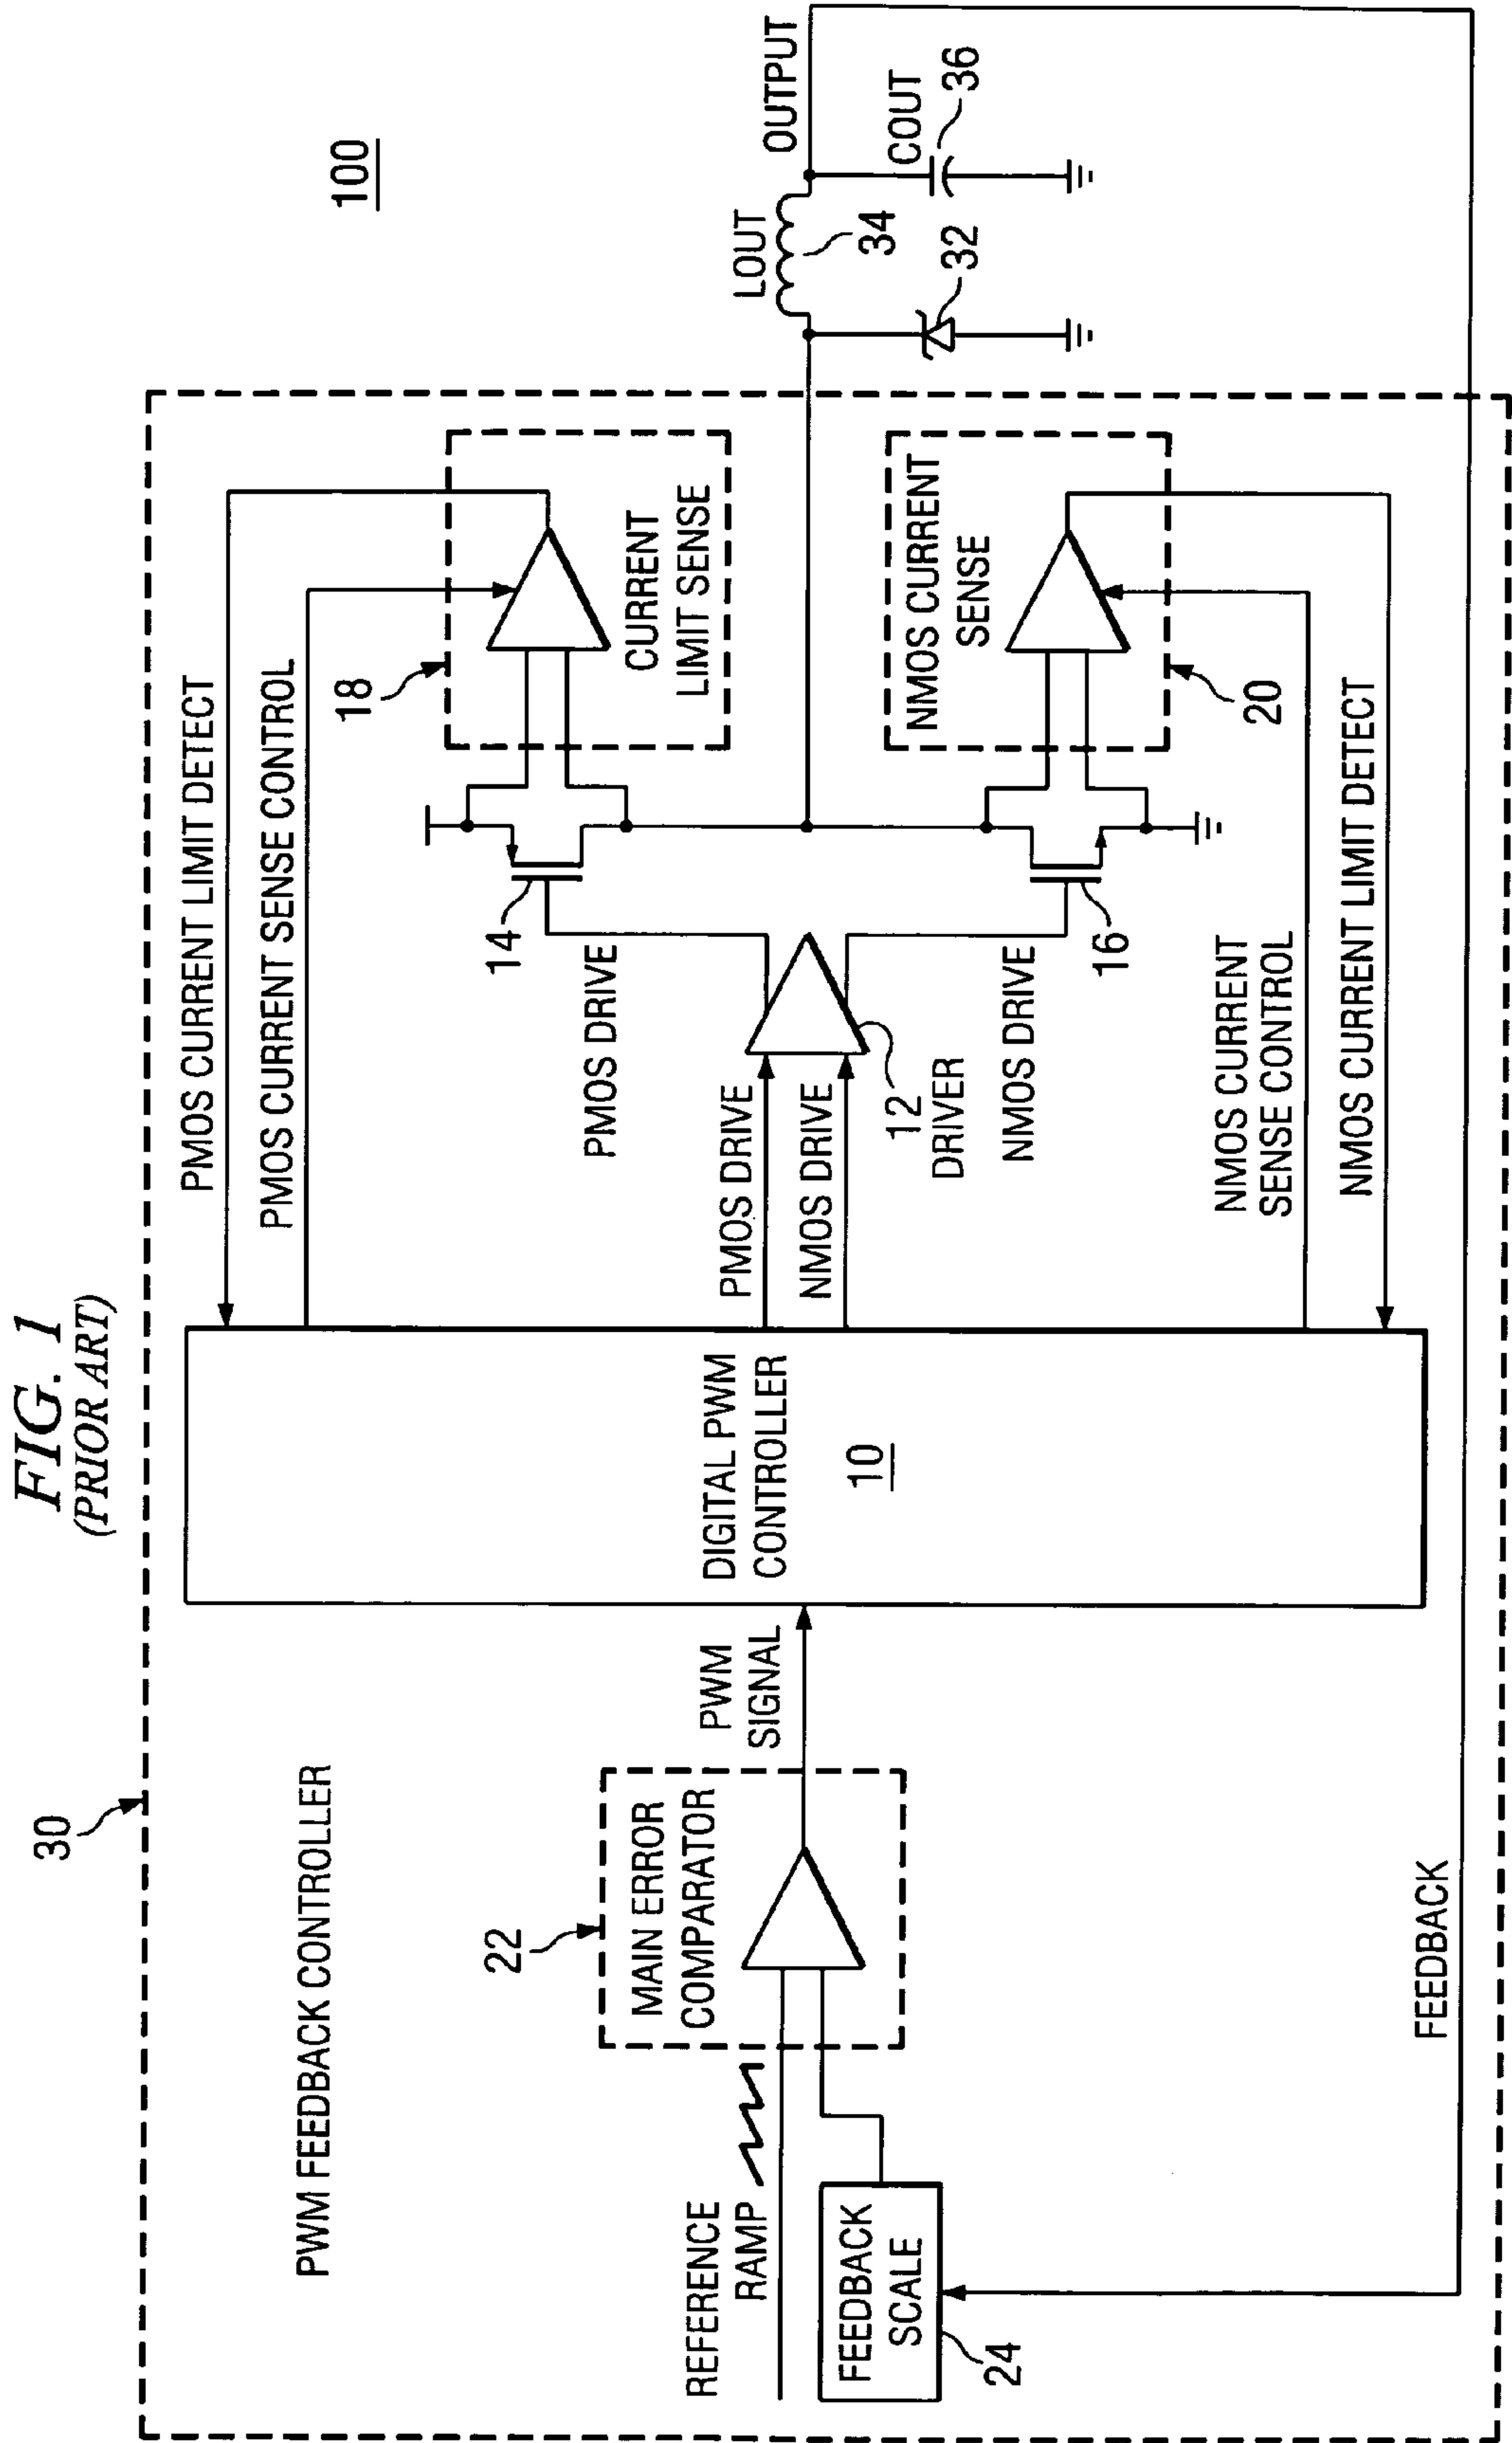 FIG. 1
(PRIOR ART)
30
PWM FEEDBACK CONTROLLER
100
PMOS CURRENT LIMIT DETECT
PMOS CURRENT SENSE CONTROL
18
CURRENT
LIMIT SENSE
14
PMOS DRIVE
22
MAIN ERROR
COMPARATOR
REFERENCE
RAMP
PWM
SIGNAL
DIGITAL PWM
CONTROLLER
10
PMOS DRIVE
NMOS DRIVE
12
DRIVER
LOUT
34
OUTPUT
COUT
36
32
FEEDBACK
SCALE
24
NMOS DRIVE
16
NMOS CURRENT
SENSE
20
NMOS CURRENT
SENSE CONTROL
NMOS CURRENT LIMIT DETECT
FEEDBACK